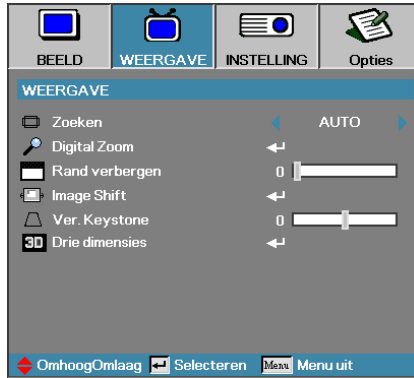 BEELD WEERGAVE INSTELLING Opties
WEERGAVE
Zoeken AUTO
Digital Zoom
Rand verbergen 0
Image Shift
Ver. Keystone 0
3D Drie dimensies
OmhoogOmlaag Selecteren Menu Menu uit